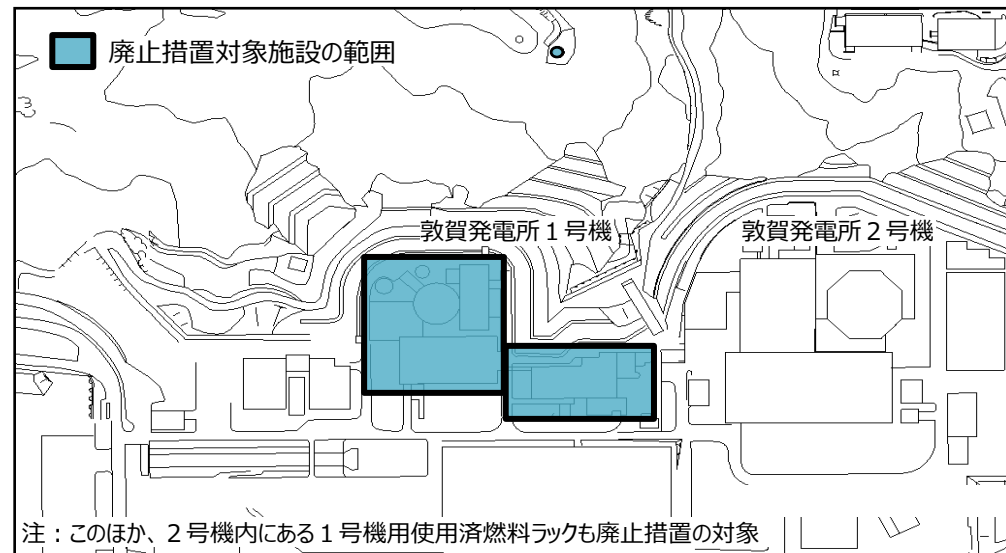 廃止措置対象施設の範囲
敦賀発電所１号機
敦賀発電所２号機
注：このほか、２号機内にある１号機用使用済燃料ラックも廃止措置の対象